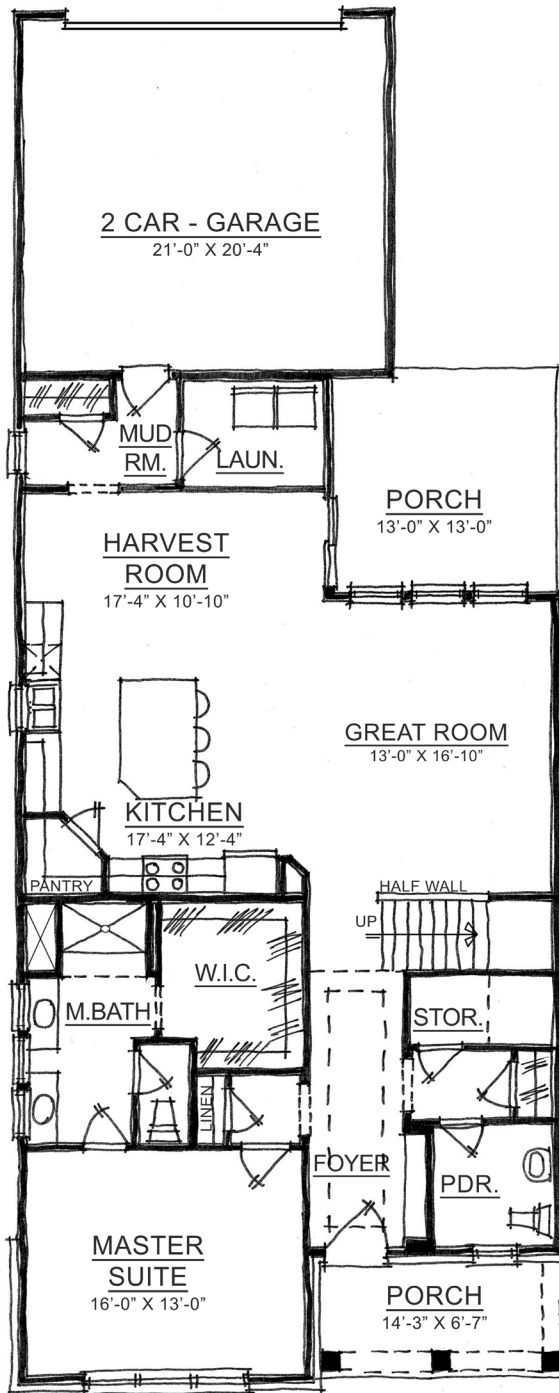 2 CAR - GARAGE
21'-0" X 20'-4"
MUD
RM.
LAUN.
PORCH
13'-0" X 13'-0"
HARVEST
ROOM
17'-4" X 10'-10"
GREAT ROOM
13'-0" X 16'-10"
KITCHEN
17'-4" X 12'-4"
PANTRY
HALF WALL
UP
W.I.C.
M.BATH
STOR.
LINEN
FOYER
PDR.
MASTER
SUITE
16'-0" X 13'-0"
PORCH
14'-3" X 6'-7"